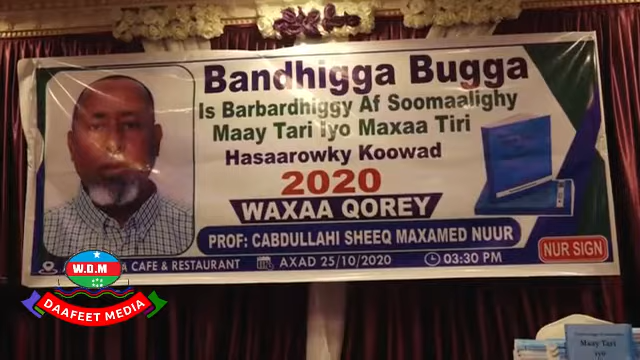 Bandhigga Bugga
Is Barbardhiggy Af Soomaalighy
Maay Tari Iyo Maxaa Tiri
Hasaarowky Koowad
2020
WAXAA QOREY
PROF: CABDULLAHI SHEEQ MAXAMED NUUR
CAFE & RESTAURANT
AXAD 25/10/2020
03:30 PM
NUR SIGN
W.D.M
DAAFEET MEDIA
Maay Tari
iyo